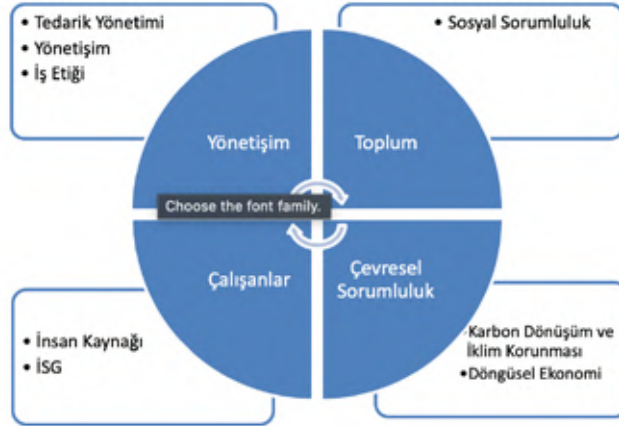 • Tedarik Yönetimi
• Yönetişim
• İş Etiği
• Sosyal Sorumluluk
Yönetişim
Toplum
Choose the font family.
Çalışanlar
Çevresel
Sorumluluk
• İnsan Kaynağı
• İSG
•Karbon Dönüşüm ve
İklim Korunması
•Döngüsel Ekonomi